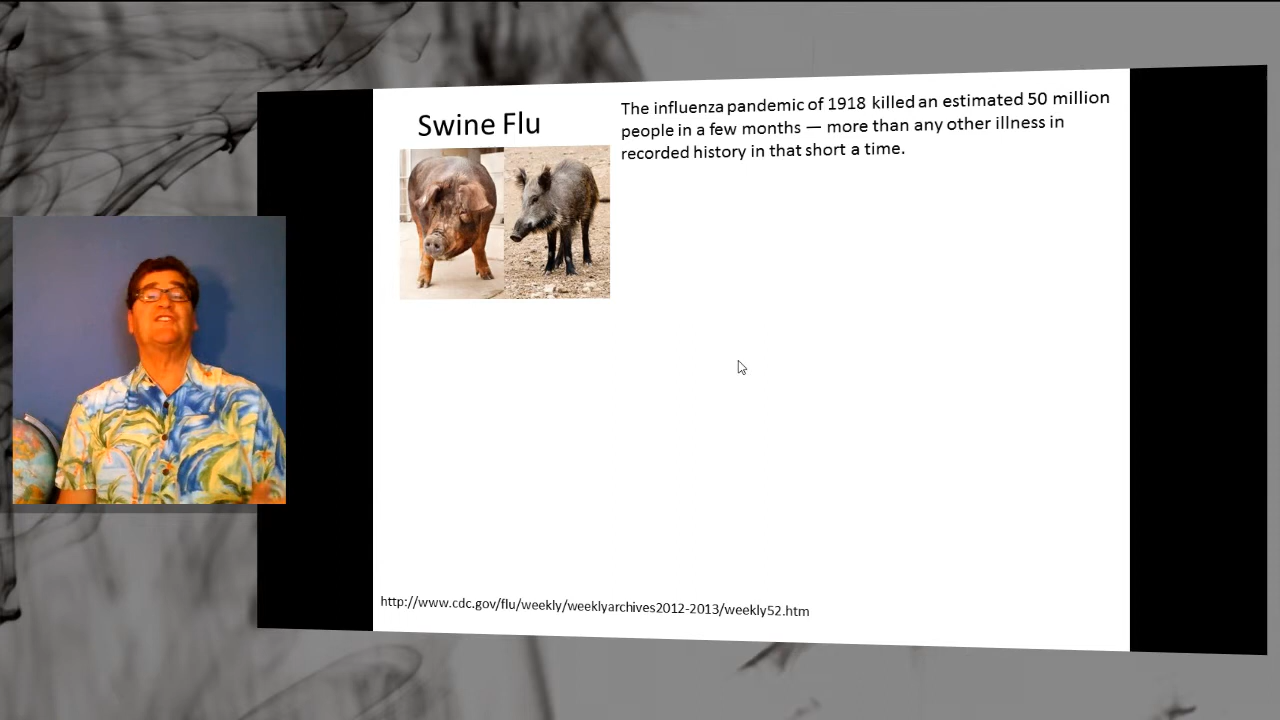 Swine Flu
The influenza pandemic of 1918 killed an estimated 50 million
people in a few months — more than any other illness in
recorded history in that short a time.
http://www.cdc.gov/flu/weekly/weeklyarchives2012-2013/weekly52.htm